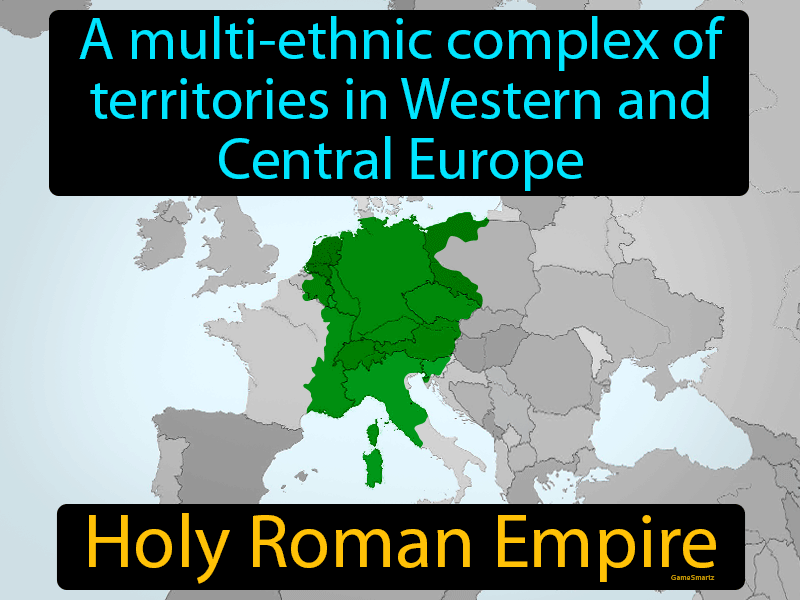 A multi-ethnic complex of
territories in Western and
Central Europe
Holy Roman Empire
GameSmartz